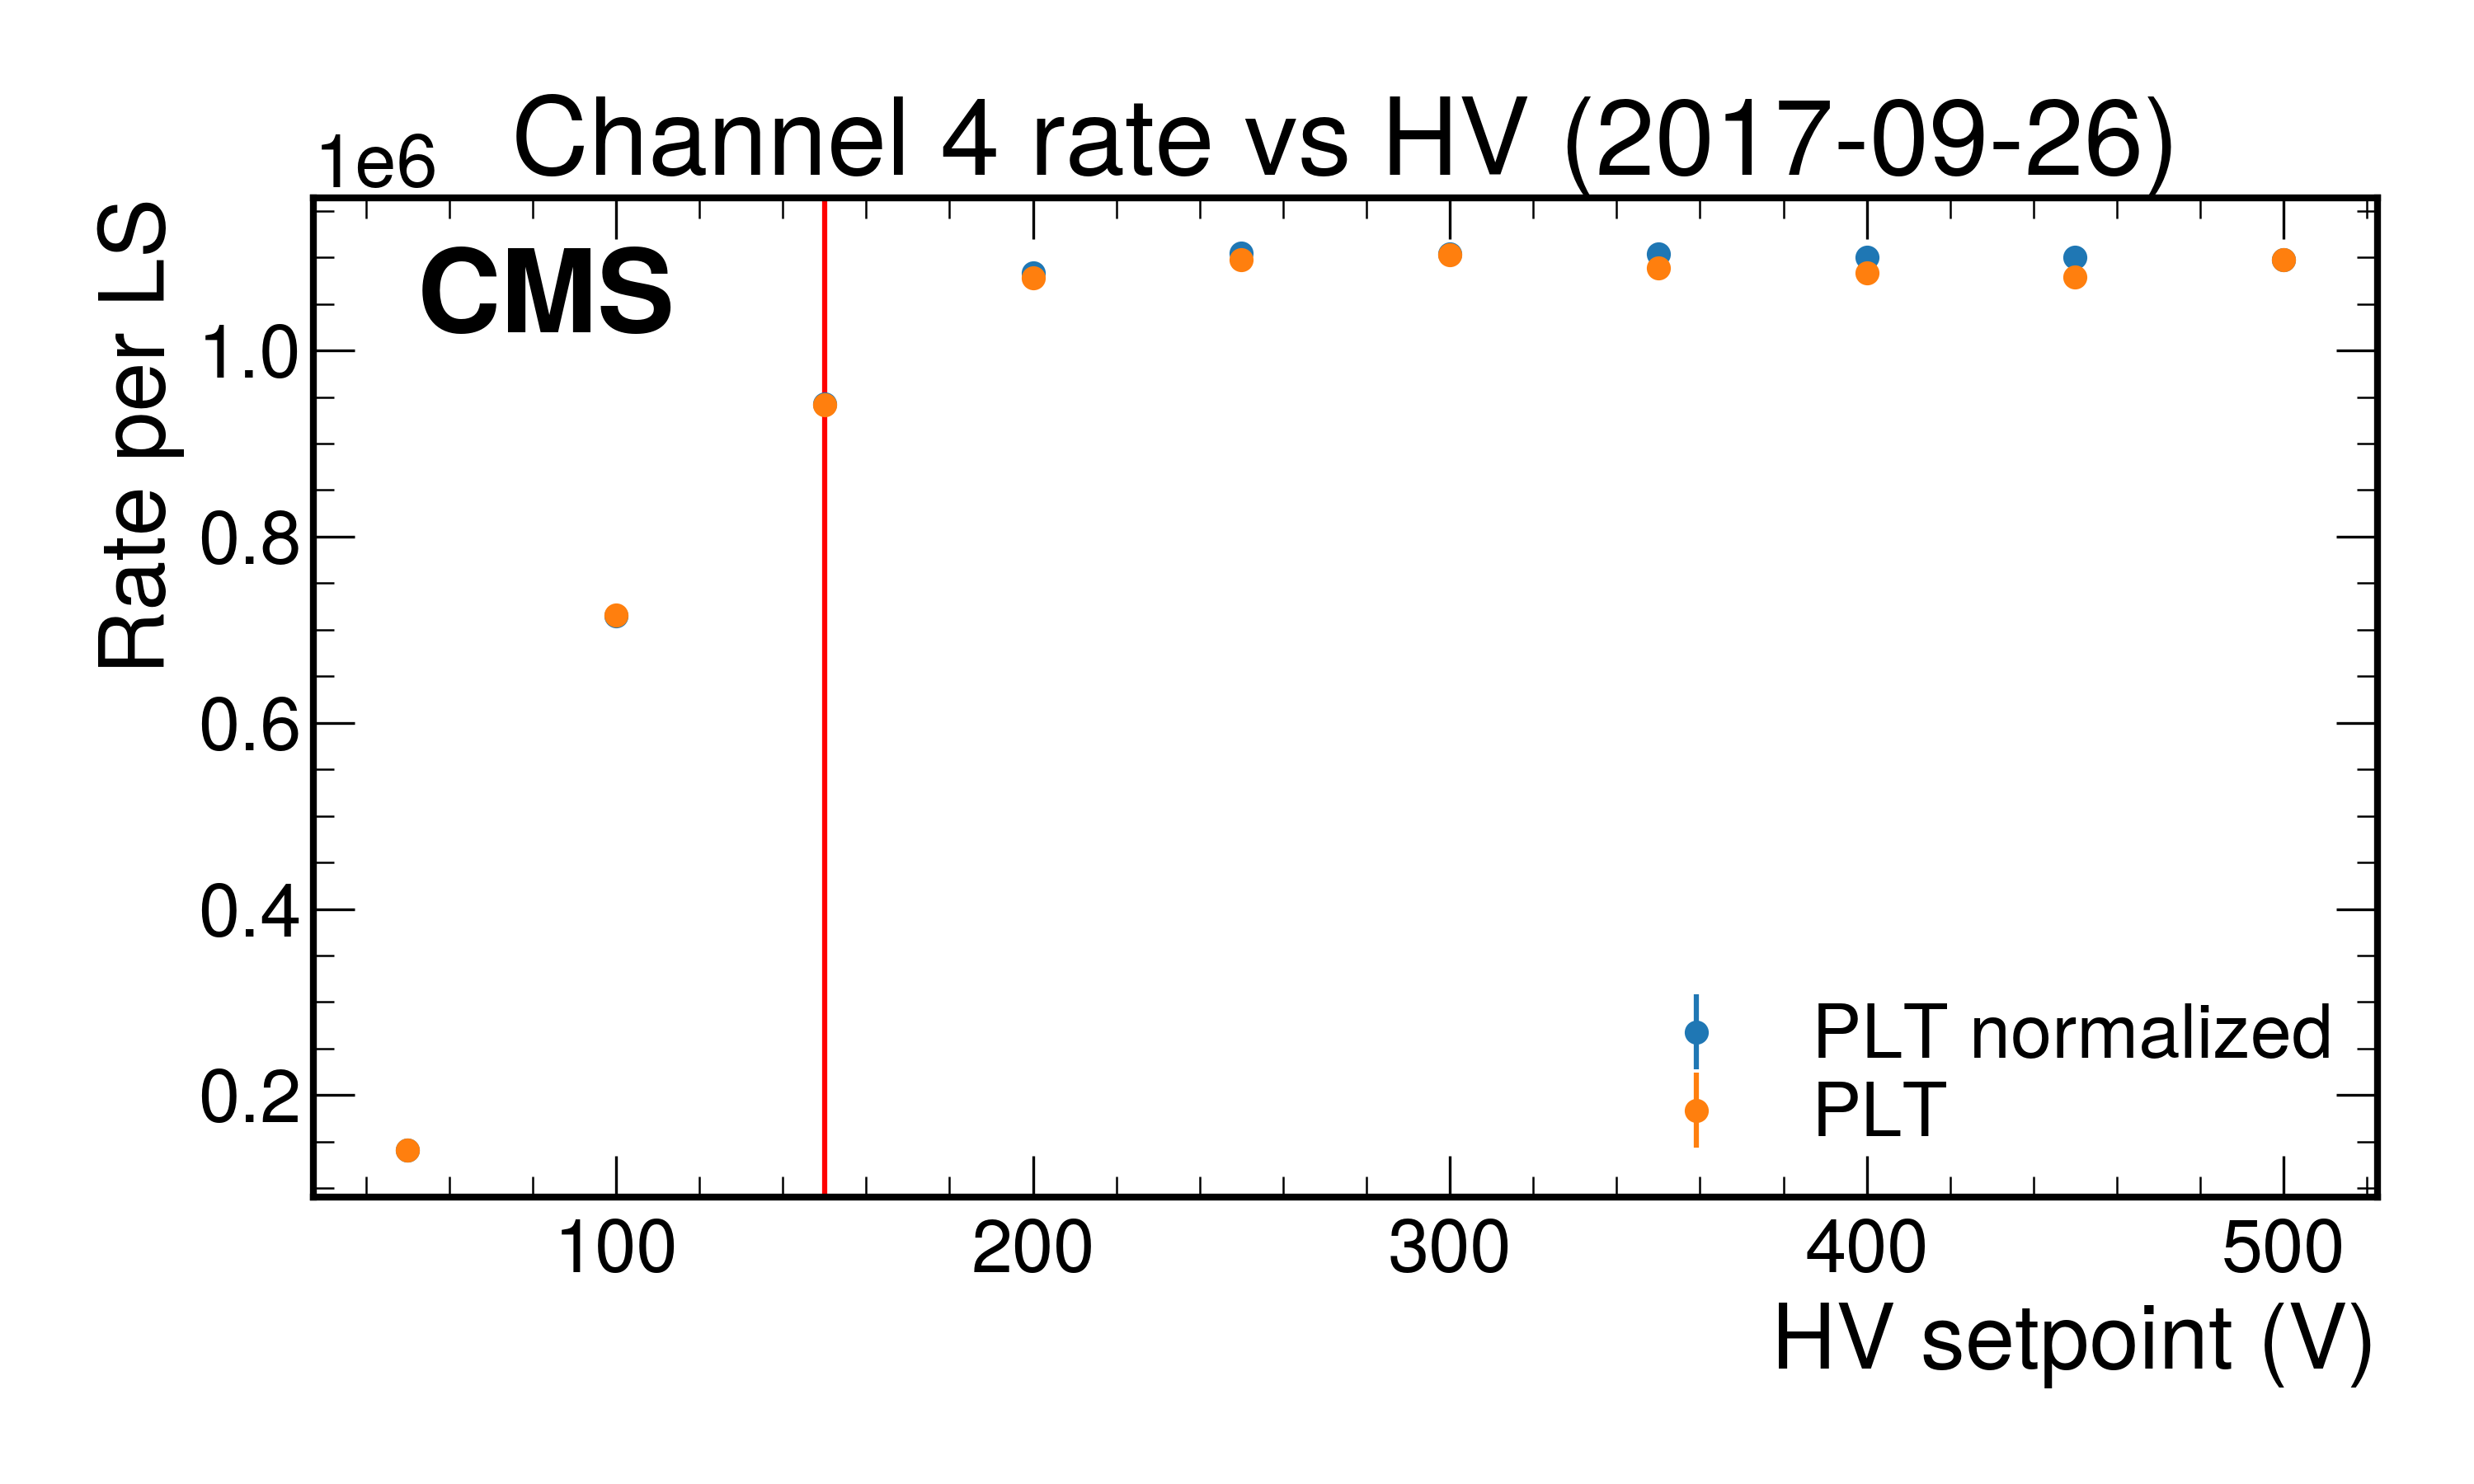 Channel 4 rate vs HV (2017-09-26)
1e6
CMS
Rate per LS
1.0
0.8
0.6
0.4
0.2
PLT normalized
PLT
100 200 300 400 500
HV setpoint (V)